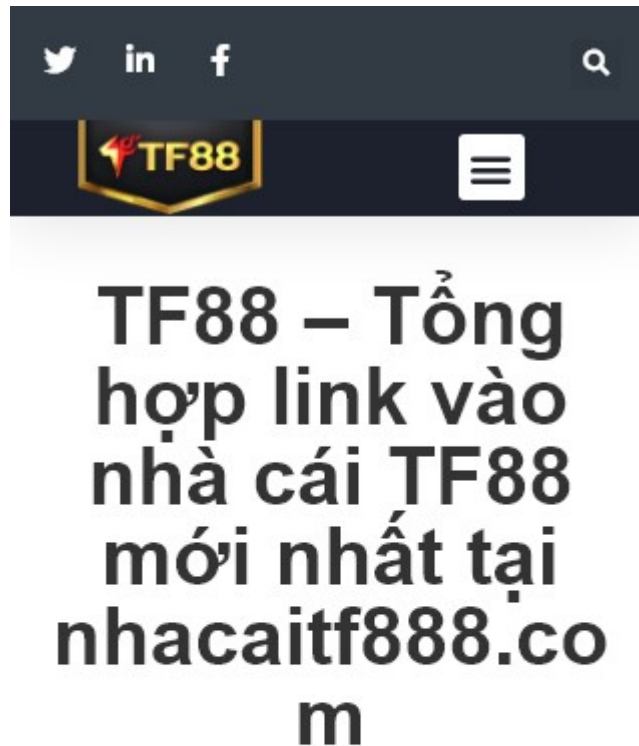 TF88
TF88 – Tổng
hợp link vào
nhà cái TF88
mới nhất tại
nhacaitf888.co
m